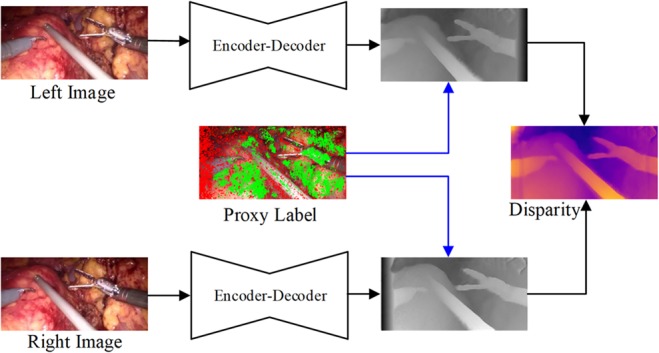 Encoder-Decoder
Left Image
Proxy Label
Disparity
Encoder-Decoder
Right Image